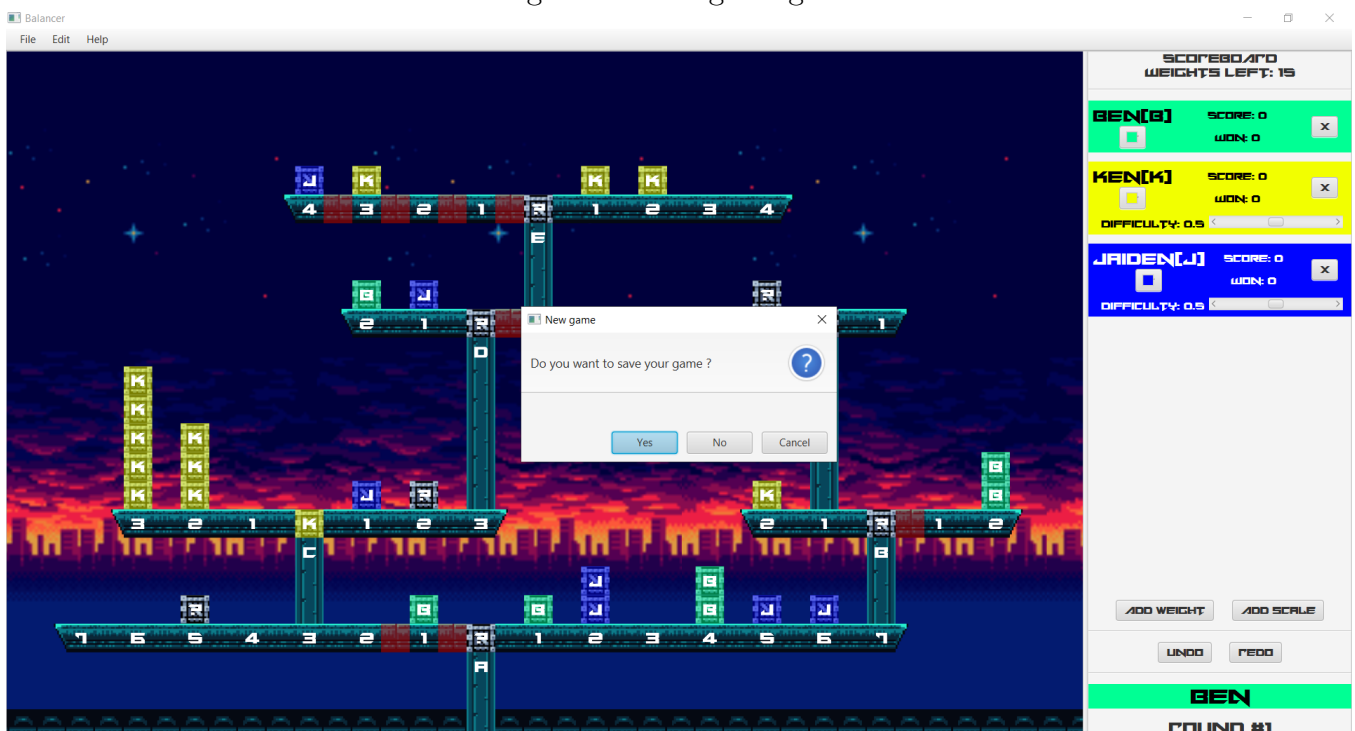 Balancer
File Edit Help
SCOREBOARD
WEIGHTS LEFT: 15
BEN[B] SCORE: 0
WON: 0
X
KEN[K] SCORE: 0
WON: 0
X
DIFFICULTY: 0.5
JAIDEN[J] SCORE: 0
WON: 0
X
DIFFICULTY: 0.5
J K K K
4 3 2 1 R 1 2 3 4
E
B J R
2 1 R 1
D
New game
Do you want to save your game ?
Yes No Cancel
K
K
K K
K K B
K K J R K B
3 2 1 K 1 2 3 2 1 R 1 2
C B
J B
R B B J B J J
7 6 5 4 3 2 1 R 1 2 3 4 5 6 7
A
ADD WEIGHT ADD SCALE
UNDO REDO
BEN
ROUND #1